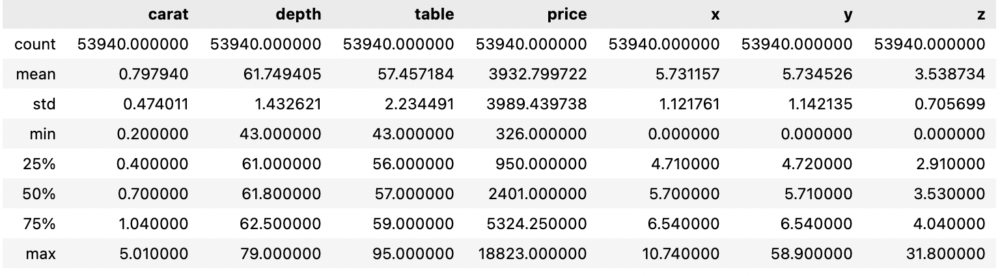 carat depth table price x y z
count 53940.000000 53940.000000 53940.000000 53940.000000 53940.000000 53940.000000 53940.000000
mean 0.797940 61.749405 57.457184 3932.799722 5.731157 5.734526 3.538734
std 0.474011 1.432621 2.234491 3989.439738 1.121761 1.142135 0.705699
min 0.200000 43.000000 43.000000 326.000000 0.000000 0.000000 0.000000
25% 0.400000 61.000000 56.000000 950.000000 4.710000 4.720000 2.910000
50% 0.700000 61.800000 57.000000 2401.000000 5.700000 5.710000 3.530000
75% 1.040000 62.500000 59.000000 5324.250000 6.540000 6.540000 4.040000
max 5.010000 79.000000 95.000000 18823.000000 10.740000 58.900000 31.800000